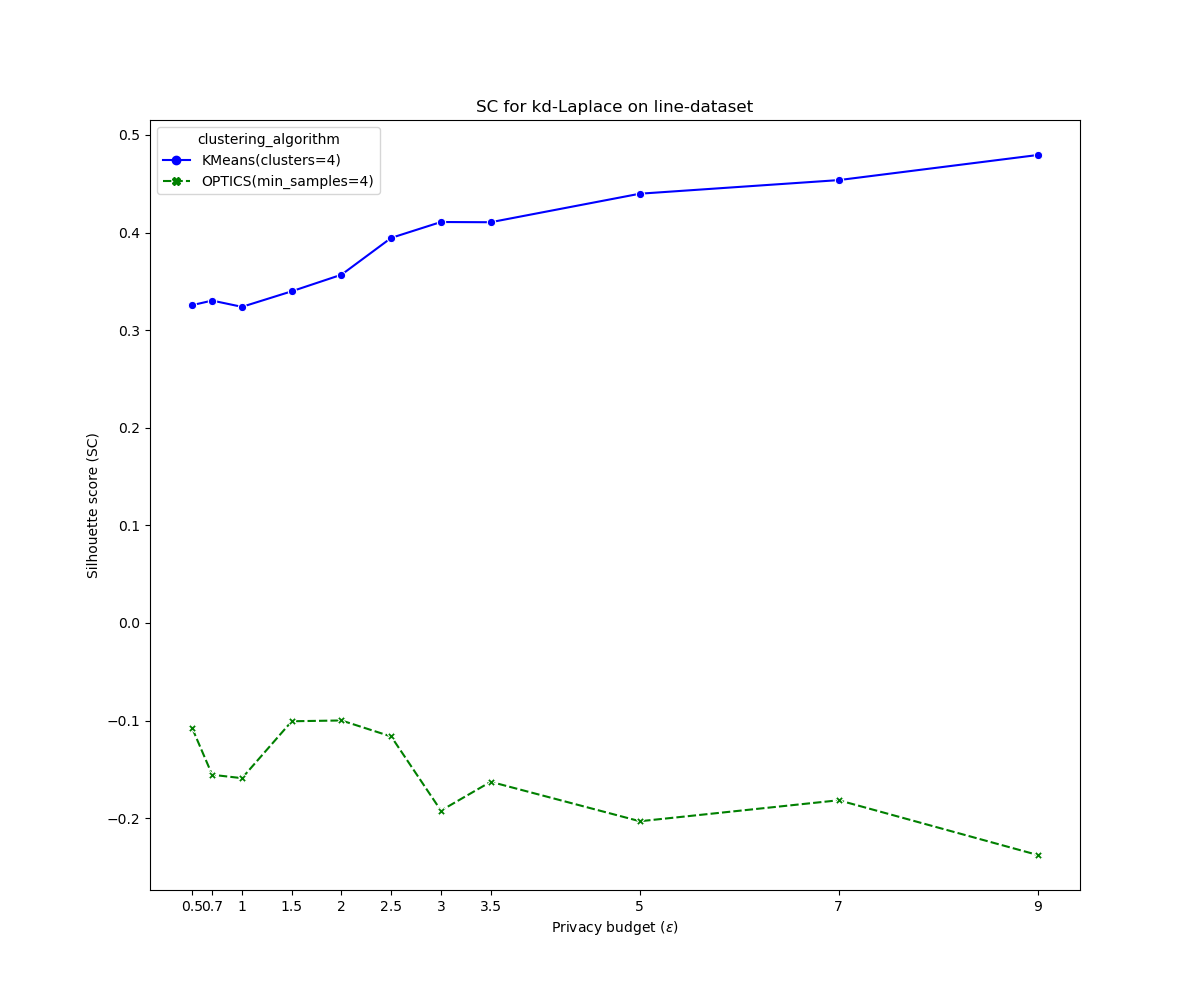 SC for kd-Laplace on line-dataset
clustering_algorithm
KMeans(clusters=4)
OPTICS(min_samples=4)
0.5
0.4
0.3
0.2
0.1
0.0
−0.1
−0.2
Silhouette score (SC)
0.5 0.7 1 1.5 2 2.5 3 3.5 5 7 9
Privacy budget (ε)